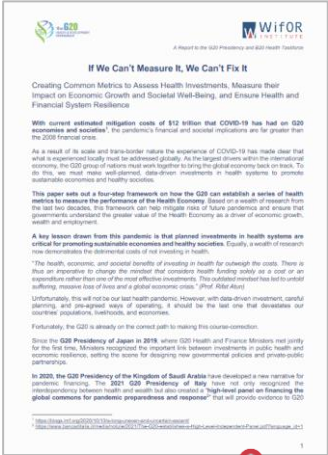 The G20
WifOR
INSTITUTE
A Report to the G20 Presidency and G20 Health Taskforce
If We Can't Measure It, We Can't Fix It
Creating Common Metrics to Assess Health Investments, Measure their
Impact on Economic Growth and Societal Well-Being, and Ensure Health and
Financial System Resilience
With current estimated mitigation costs of $12 trillion that COVID-19 has had on G20
economies and societies¹, the pandemic's financial and societal implications are far greater than
the 2008 financial crisis.
As a result of its scale and trans-border nature the experience of COVID-19 has made clear that
what is experienced locally must be addressed globally. As the largest drivers within the international
economy, the G20 group of nations must work together to bring the global economy back on track. To
do this, we must make well-planned, data-driven investments in health systems to promote
sustainable economies and healthy societies.
This paper sets out a four-step framework on how the G20 can establish a series of health
metrics to measure the performance of the Health Economy. Based on a wealth of research from
the last two decades, this framework can help mitigate risks of future pandemics and ensure that
governments understand the greater value of the Health Economy as a driver of economic growth,
wealth and employment.
A key lesson drawn from this pandemic is that planned investments in health systems are
critical for promoting sustainable economies and healthy societies. Equally, a wealth of research
now demonstrates the detrimental costs of not investing in health.
"The health, economic, and societal benefits of investing in health far outweigh the costs. There is
thus an imperative to change the mindset that considers health funding solely as a cost or an
expenditure rather than one of the most effective investments. This outdated mindset has led to untold
suffering, massive loss of lives and a global economic crisis." (Prof. Rifat Atun)
Unfortunately, this will not be our last health pandemic. However, with data-driven investment, careful
planning, and pre-agreed ways of operating, it should be the last one that devastates our
countries' populations, livelihoods, and economies.
Fortunately, the G20 is already on the correct path to making this course-correction.
Since the G20 Presidency of Japan in 2019, where G20 Health and Finance Ministers met jointly
for the first time, Ministers recognized the important link between investments in public health and
economic resilience, setting the scene for designing new governmental policies and private-public
partnerships.
In 2020, the G20 Presidency of the Kingdom of Saudi Arabia have developed a new narrative for
pandemic financing. The 2021 G20 Presidency of Italy have not only recognized the
interdependency between health and wealth but also created a "high-level panel on financing the
global commons for pandemic preparedness and response²" that will provide evidence to G20
1